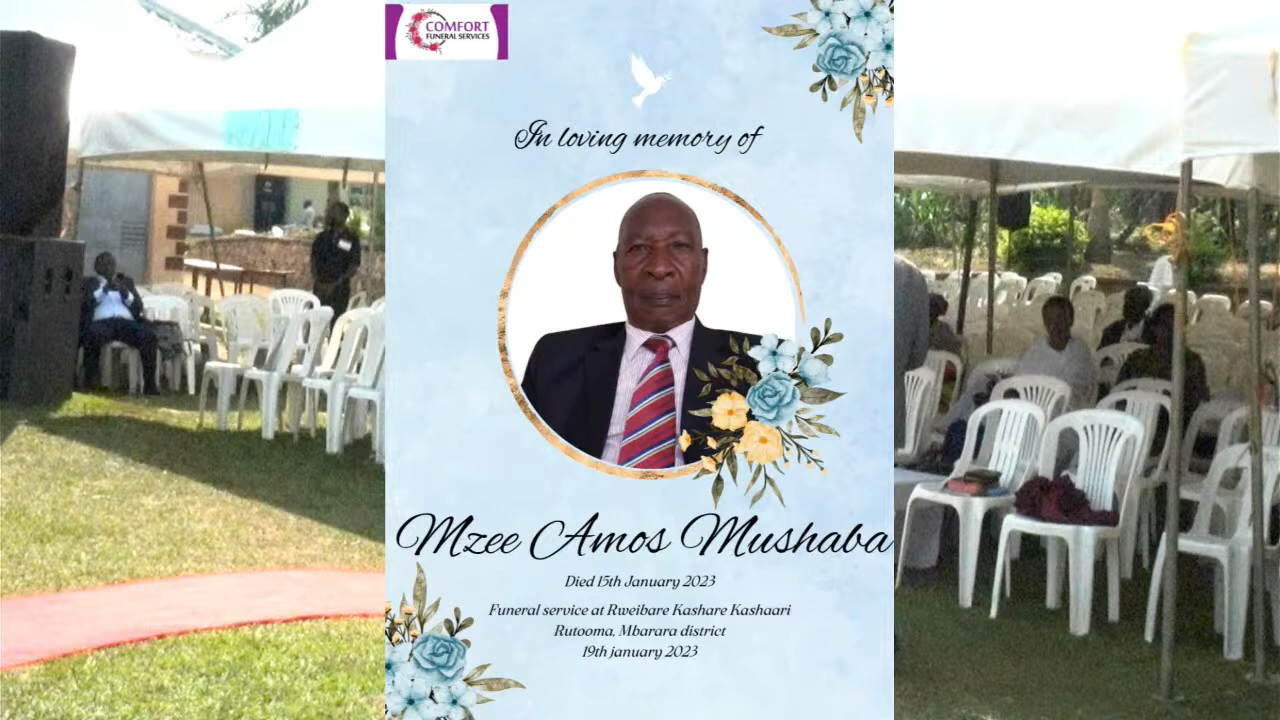 COMFORT
FUNERAL SERVICES
In loving memory of
Mzee Amos Mushaba
Died 15th January 2023
Funeral service at Rweibare Kashare Kashaari
Rutooma, Mbarara district
19th january 2023